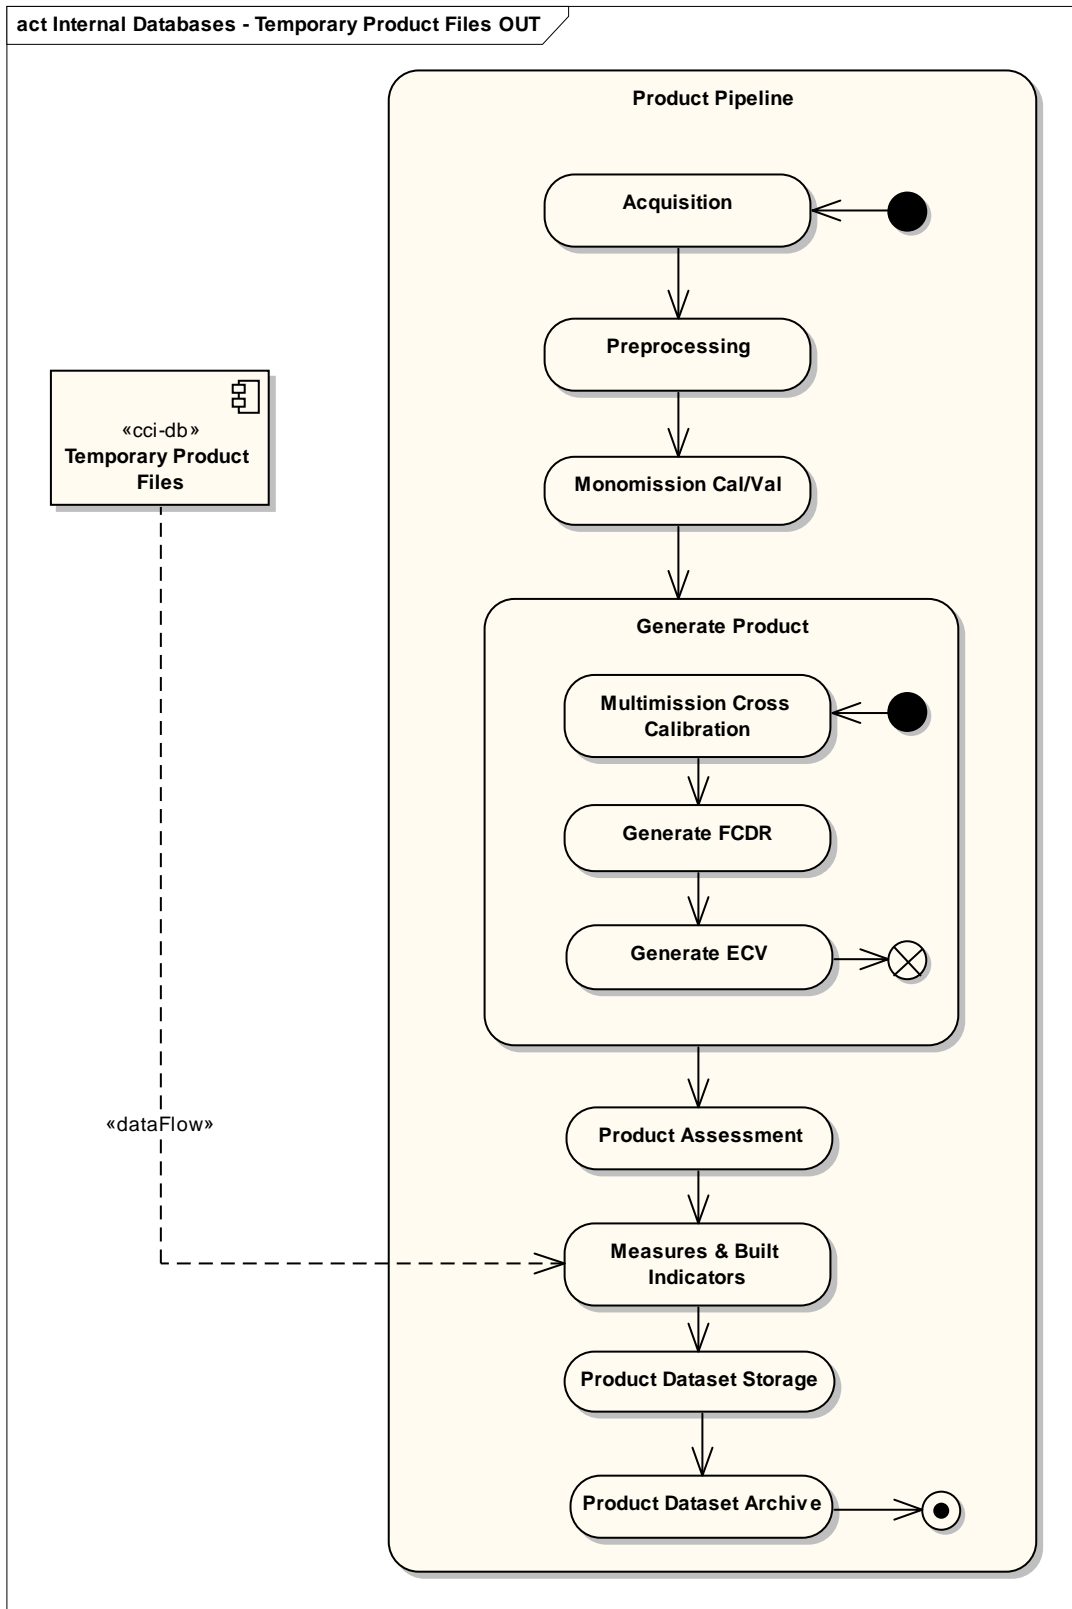 act Internal Databases - Temporary Product Files OUT
Product Pipeline
Acquisition
Preprocessing
«cci-db»
Temporary Product
Files
Monomission Cal/Val
Generate Product
Multimission Cross
Calibration
Generate FCDR
Generate ECV
«dataFlow»
Product Assessment
Measures & Built
Indicators
Product Dataset Storage
Product Dataset Archive